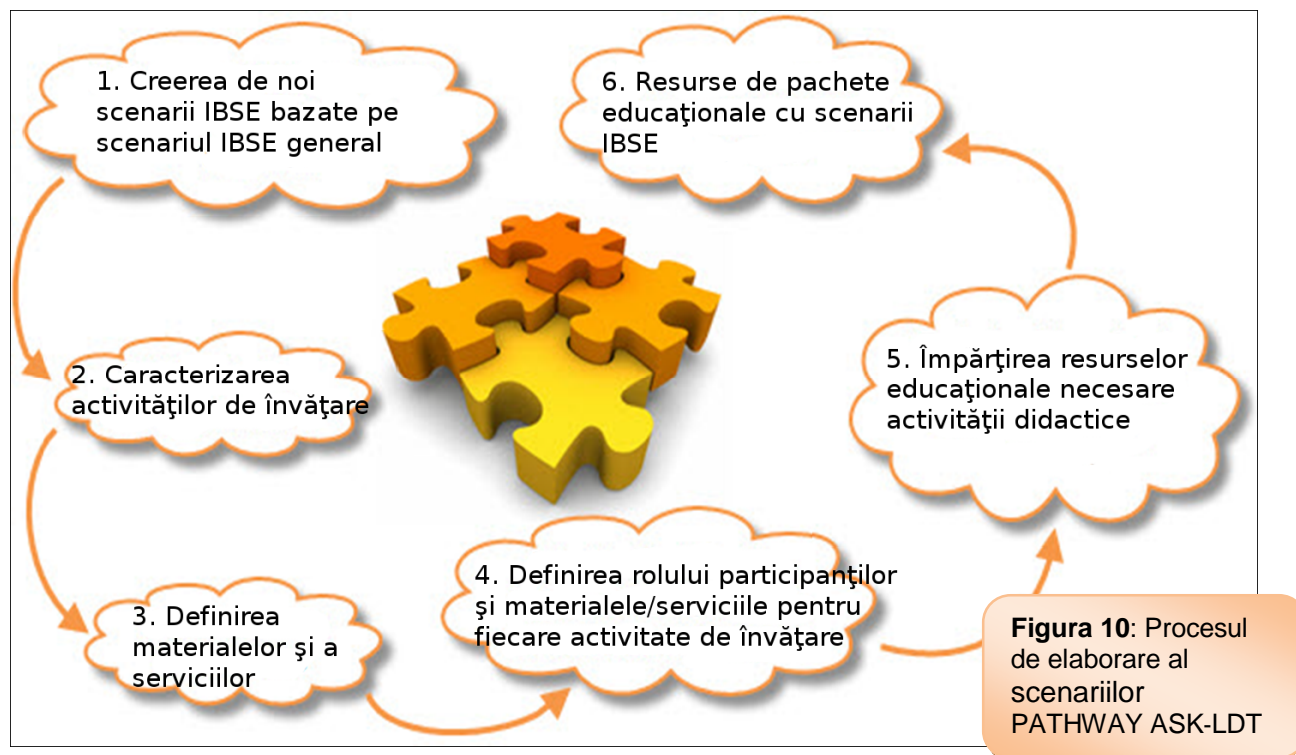 1. Creerea de noi
scenarii IBSE bazate pe
scenariul IBSE general
2. Caracterizarea
activităţilor de învăţare
3. Definirea
materialelor şi a
serviciilor
4. Definirea rolului participanţilor
şi materialele/serviciile pentru
fiecare activitate de învăţare
5. Împărţirea resurselor
educaţionale necesare
activităţii didactice
6. Resurse de pachete
educaţionale cu scenarii
IBSE
Figura 10: Procesul
de elaborare al
scenariilor
PATHWAY ASK-LDT